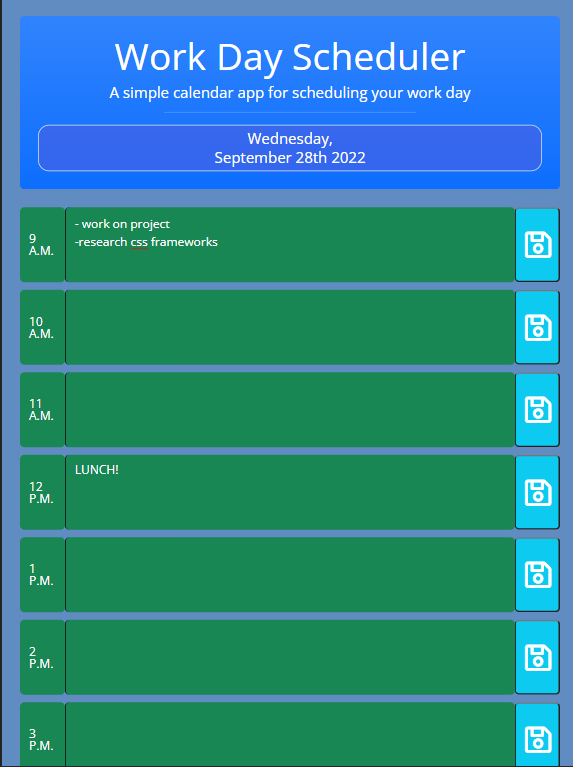 Work Day Scheduler
A simple calendar app for scheduling your work day
Wednesday,
September 28th 2022
9
A.M.
- work on project
-research css frameworks
10
A.M.
11
A.M.
12
P.M.
LUNCH!
1
P.M.
2
P.M.
3
P.M.